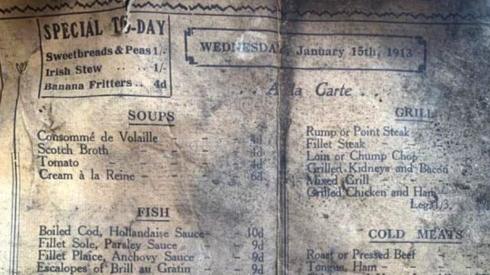 SPECIAL TO-DAY
Sweetbreads & Peas 1/-
Irish Stew .. .. 1/-
Banana Fritters .. 4d
WEDNESDAY, January 15th, 1913
A la Carte
SOUPS
Consommé de Volaille
Scotch Broth
Tomato
Cream à la Reine 6d
FISH
Boiled Cod, Hollandaise Sauce 10d
Fillet Sole, Parsley Sauce 9d
Fillet Plaice, Anchovy Sauce 9d
Escalopes of Brill au Gratin 9d
GRILL
Rump or Point Steak
Fillet Steak
Loin or Chump Chop
Grilled Kidneys and Bacon
Mixed Grill
Grilled Chicken and Ham
Leg 1/3,
COLD MEATS
Roast or Pressed Beef
Tongue, Ham